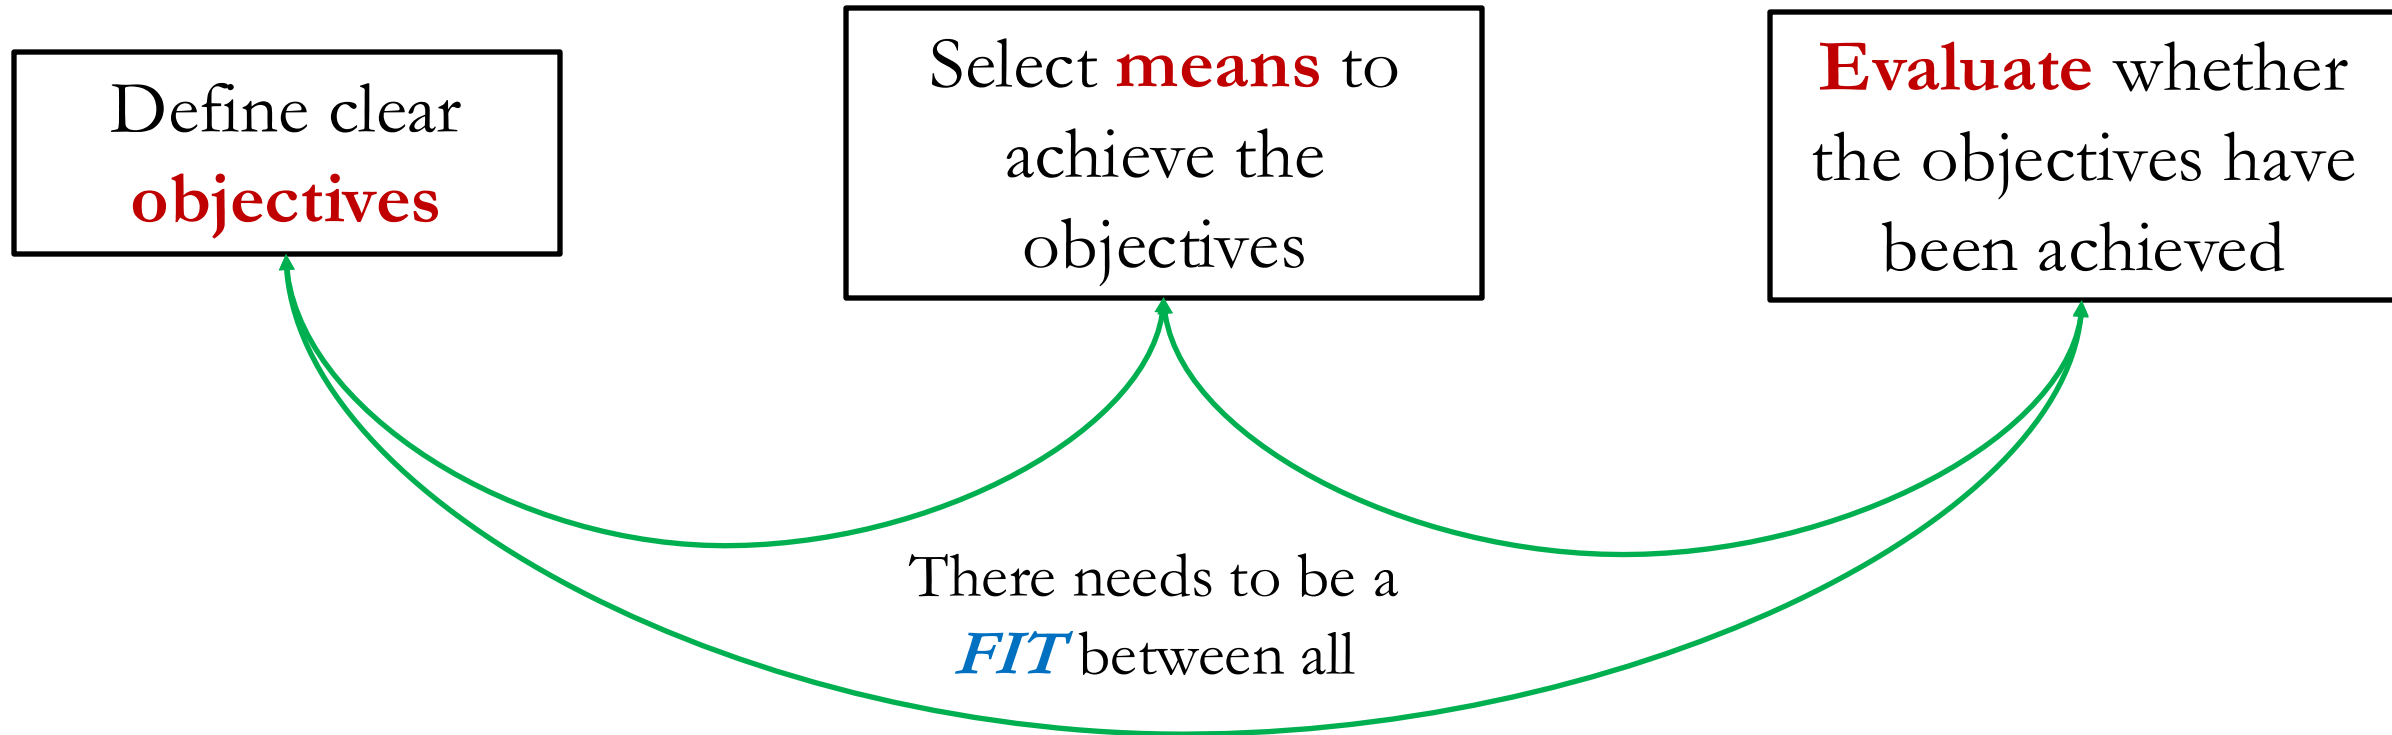 Define clear
objectives
Select means to
achieve the
objectives
Evaluate whether
the objectives have
been achieved
There needs to be a
FIT between all